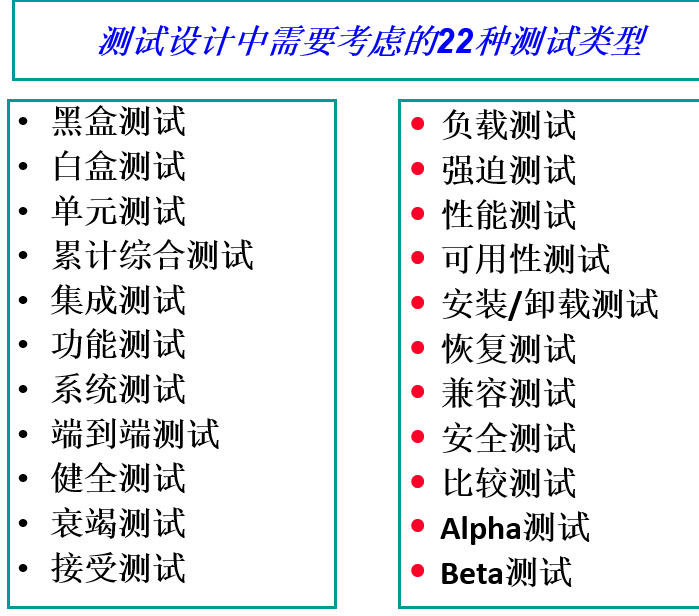 测试设计中需要考虑的22种测试类型
• 黑盒测试
• 白盒测试
• 单元测试
• 累计综合测试
• 集成测试
• 功能测试
• 系统测试
• 端到端测试
• 健全测试
• 衰竭测试
• 接受测试
• 负载测试
• 强迫测试
• 性能测试
• 可用性测试
• 安装/卸载测试
• 恢复测试
• 兼容测试
• 安全测试
• 比较测试
• Alpha测试
• Beta测试